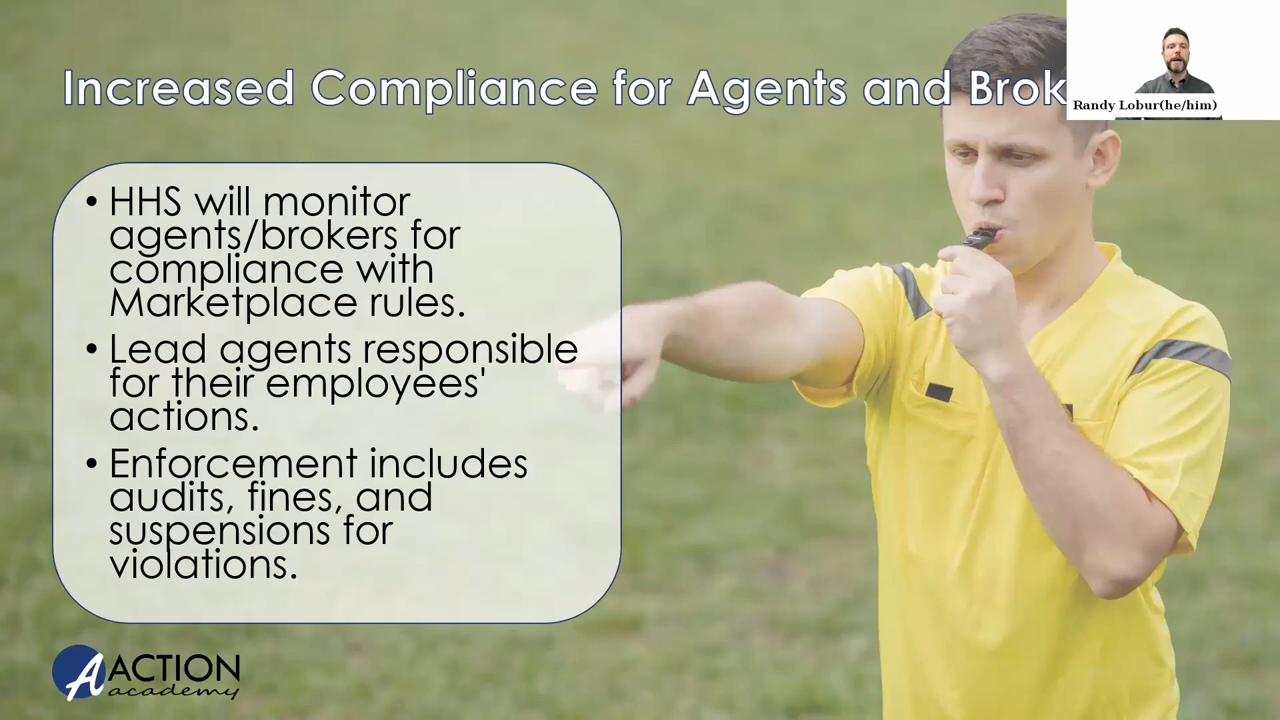 Increased Compliance for Agents and Brok
Randy Lobur(he/him)
• HHS will monitor
agents/brokers for
compliance with
Marketplace rules.
• Lead agents responsible
for their employees'
actions.
• Enforcement includes
audits, fines, and
suspensions for
violations.
A ACTION
academy